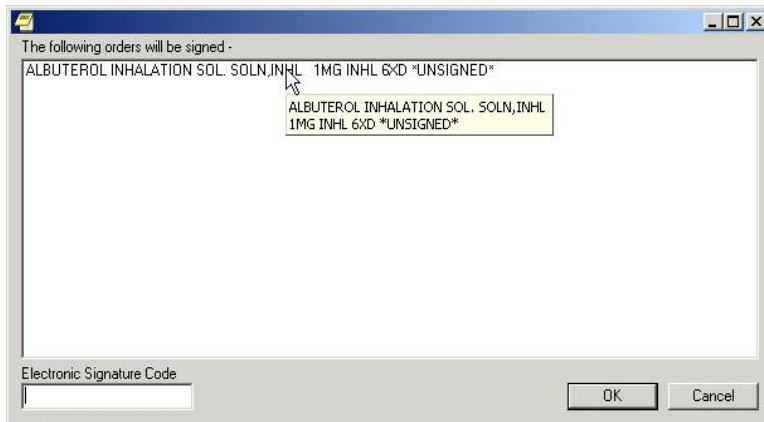 The following orders will be signed -
ALBUTEROL INHALATION SOL. SOLN,INHL 1MG INHL 6XD *UNSIGNED*
ALBUTEROL INHALATION SOL. SOLN,INHL
1MG INHL 6XD *UNSIGNED*
Electronic Signature Code
OK Cancel